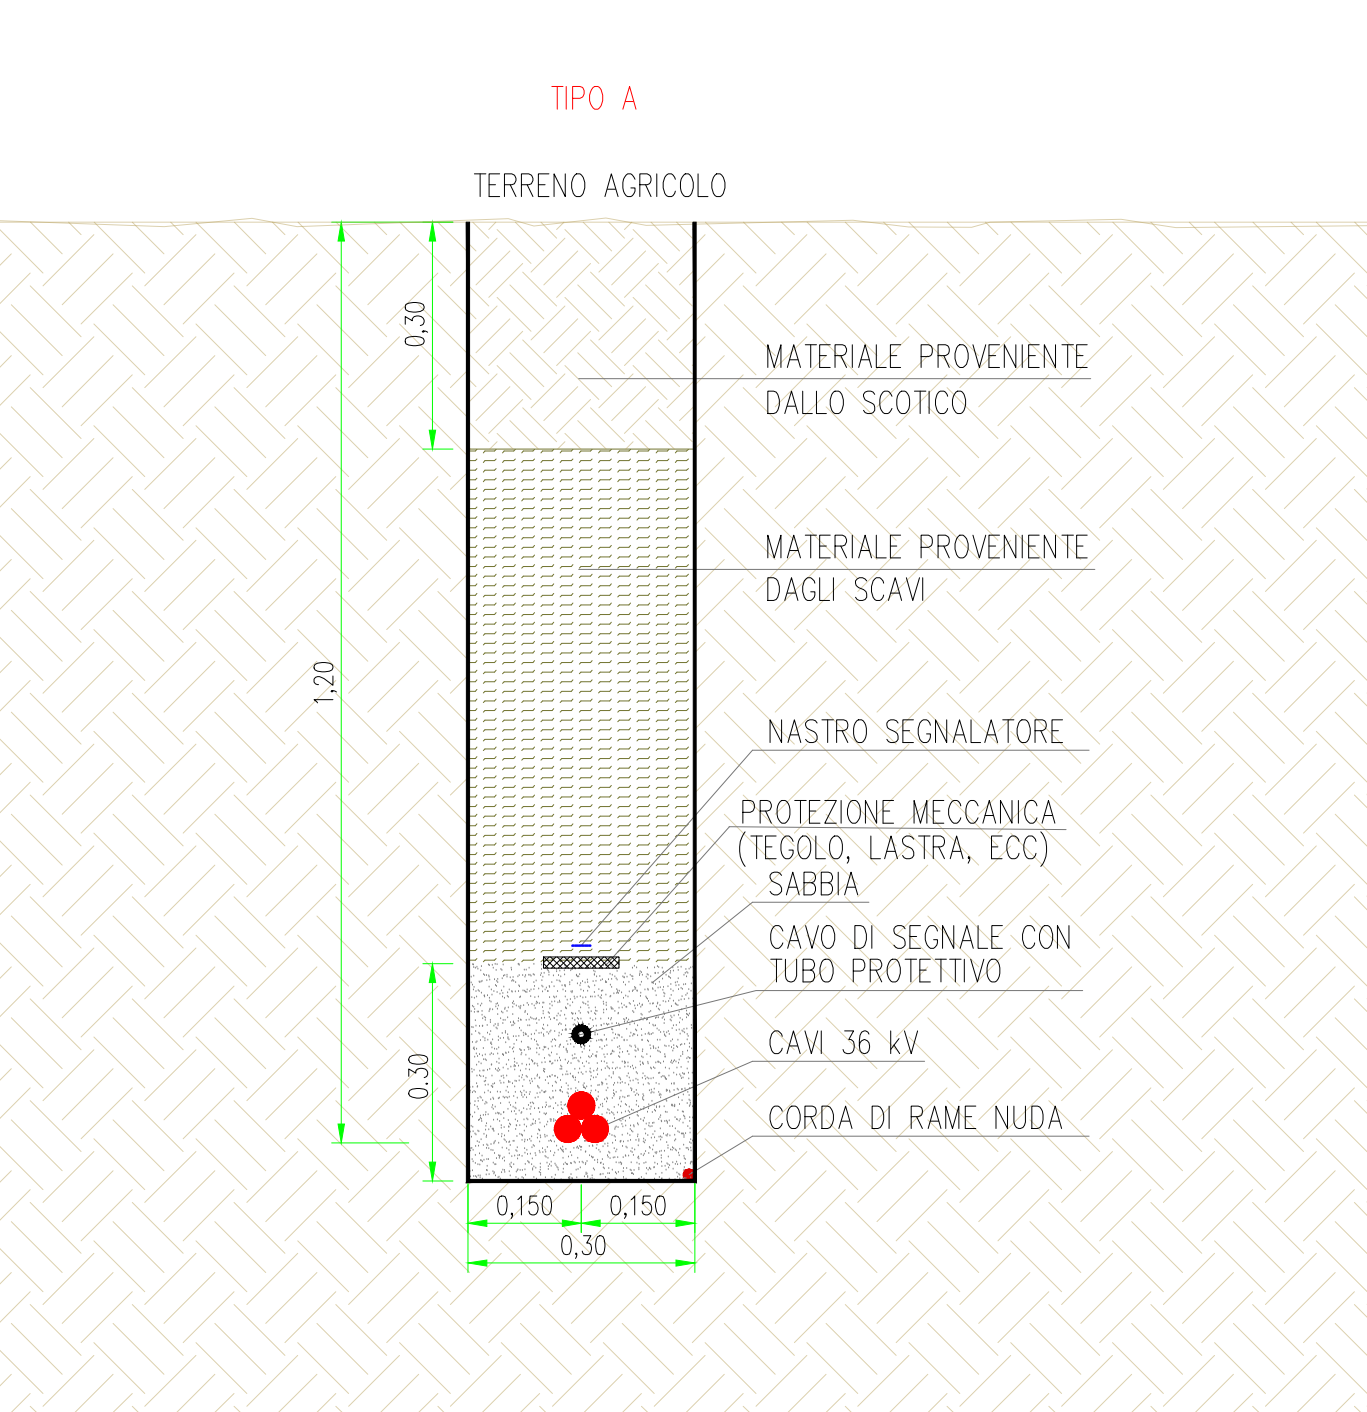 TIPO A
TERRENO AGRICOLO
0,30
MATERIALE PROVENIENTE
DALLO SCOTICO
MATERIALE PROVENIENTE
DAGLI SCAVI
1,20
NASTRO SEGNALATORE
PROTEZIONE MECCANICA
(TEGOLO, LASTRA, ECC)
SABBIA
CAVO DI SEGNALE CON
TUBO PROTETTIVO
0.30
CAVI 36 kV
CORDA DI RAME NUDA
0,150 0,150
0,30